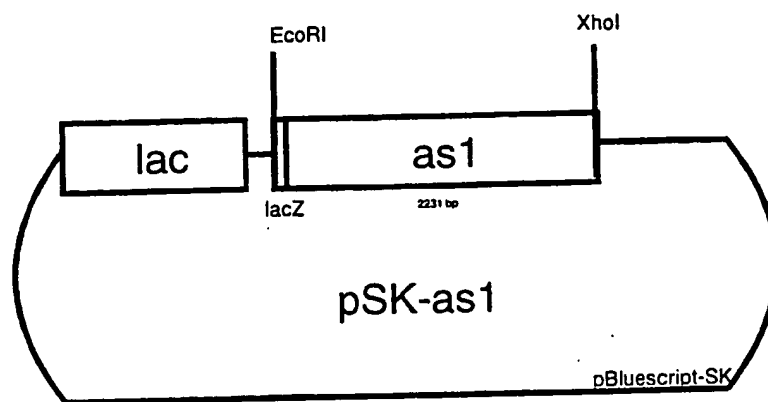 EcoRI
XhoI
lac
as1
lacZ
2231 bp
pSK-as1
pBluescript-SK